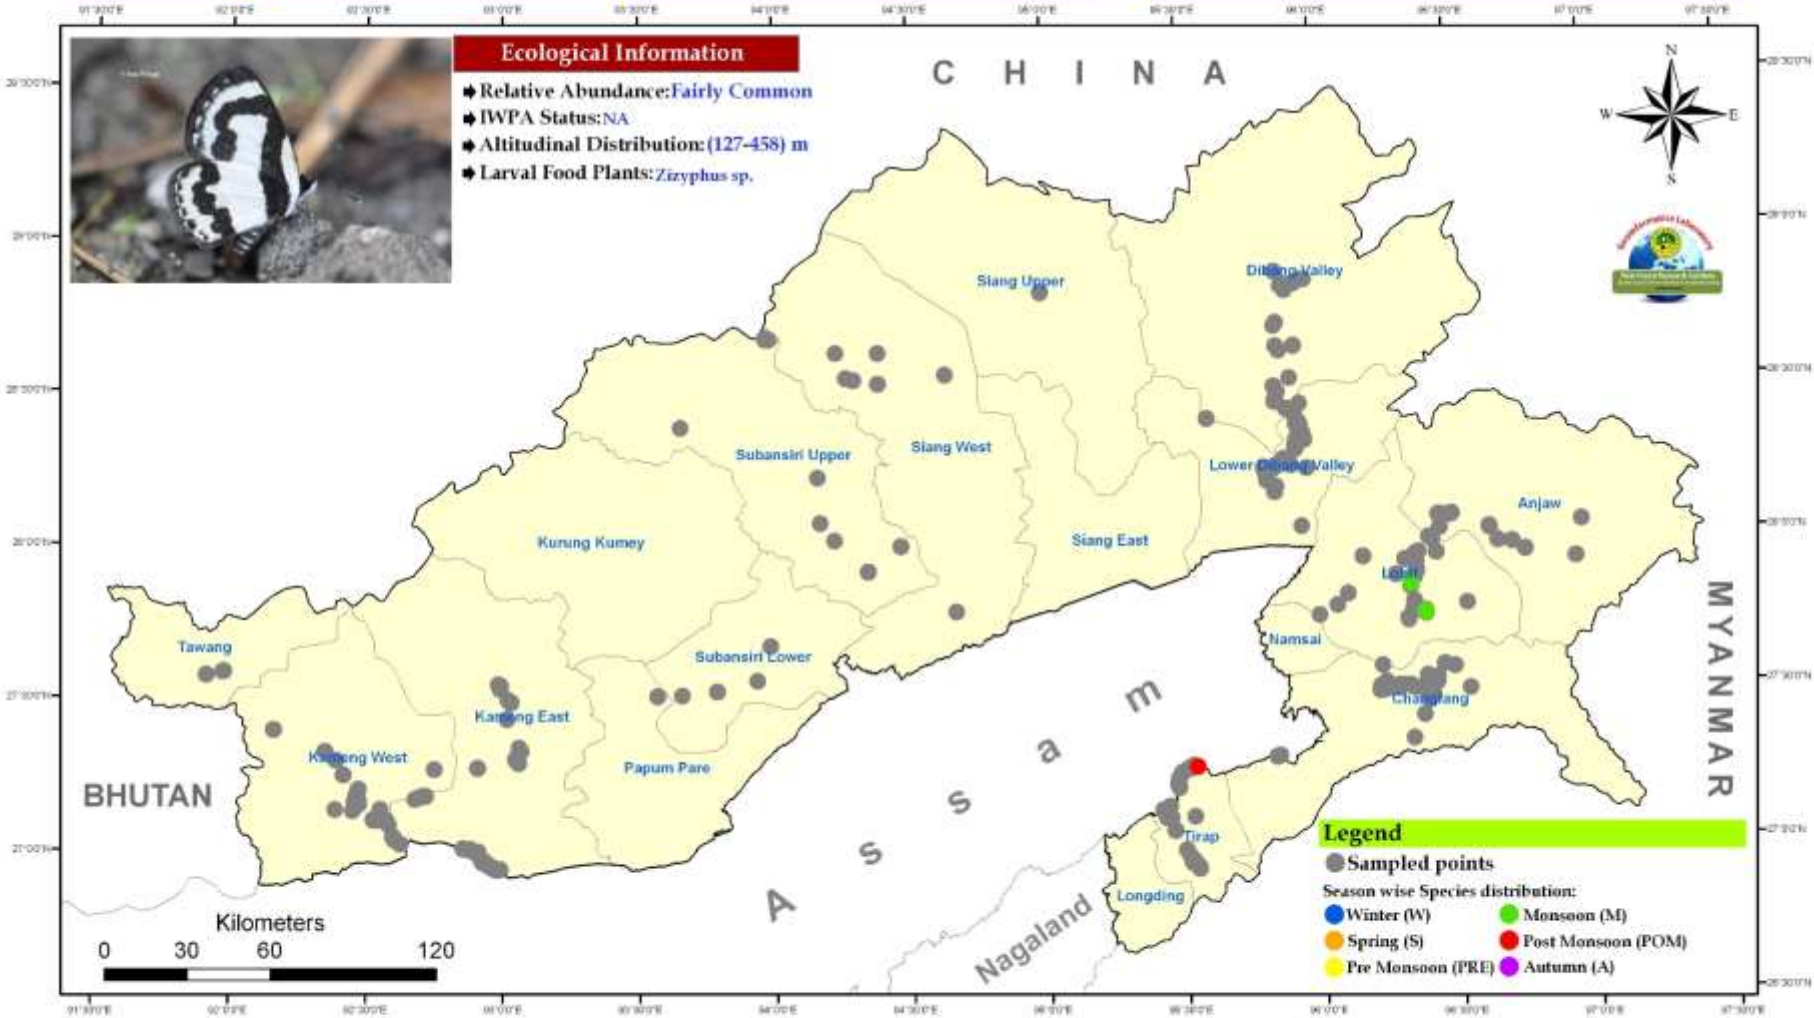 Ecological Information
Relative Abundance:Fairly Common
IWPA Status:NA
Altitudinal Distribution:(127-458) m
Larval Food Plants:Zizyphus sp.
C H I N A
N
W E
S
Geoinformatics Laboratory
Siang Upper
Dibang Valley
Subansiri Upper
Siang West
Lower Dibang Valley
Anjaw
Kurung Kumey
Siang East
Lohit
Namsai
Tawang
Subansiri Lower
Changlang
Kameng East
Kameng West
Papum Pare
BHUTAN
MYANMAR
A s s a m
Tirap
Longding
Nagaland
Kilometers
0 30 60 120
Legend
Sampled points
Season wise Species distribution:
Winter (W) Monsoon (M)
Spring (S) Post Monsoon (POM)
Pre Monsoon (PRE) Autumn (A)